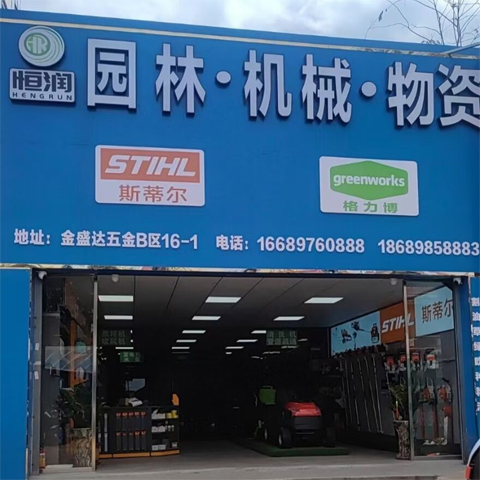 园林·机械·物资
恒润
HENGRUN
STIHL
斯蒂尔
greenworks
格力博
地址：金盛达五金B区16-1 电话：16689760888 18689858883
STIHL 斯蒂尔